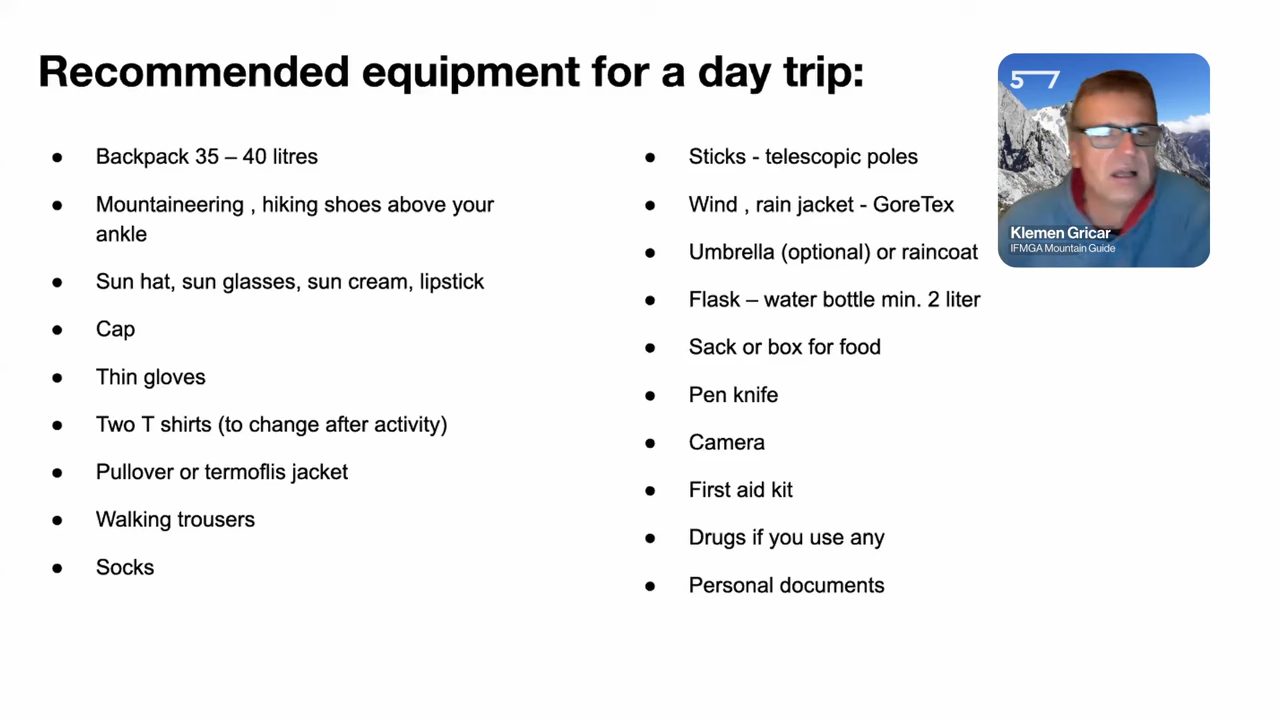 Recommended equipment for a day trip:
● Backpack 35 – 40 litres
● Mountaineering , hiking shoes above your
ankle
● Sun hat, sun glasses, sun cream, lipstick
● Cap
● Thin gloves
● Two T shirts (to change after activity)
● Pullover or termoflis jacket
● Walking trousers
● Socks
● Sticks - telescopic poles
● Wind , rain jacket - GoreTex
● Umbrella (optional) or raincoat
● Flask – water bottle min. 2 liter
● Sack or box for food
● Pen knife
● Camera
● First aid kit
● Drugs if you use any
● Personal documents
5 7
Klemen Gricar
IFMGA Mountain Guide